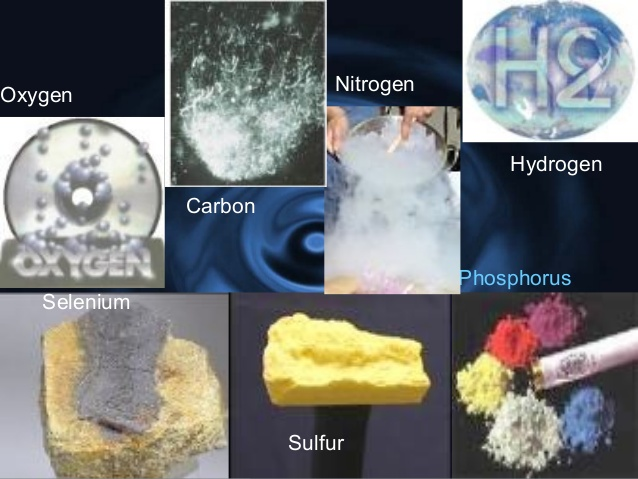 Oxygen
Nitrogen
H2
Hydrogen
Carbon
OXYGEN
Phosphorus
Selenium
Sulfur